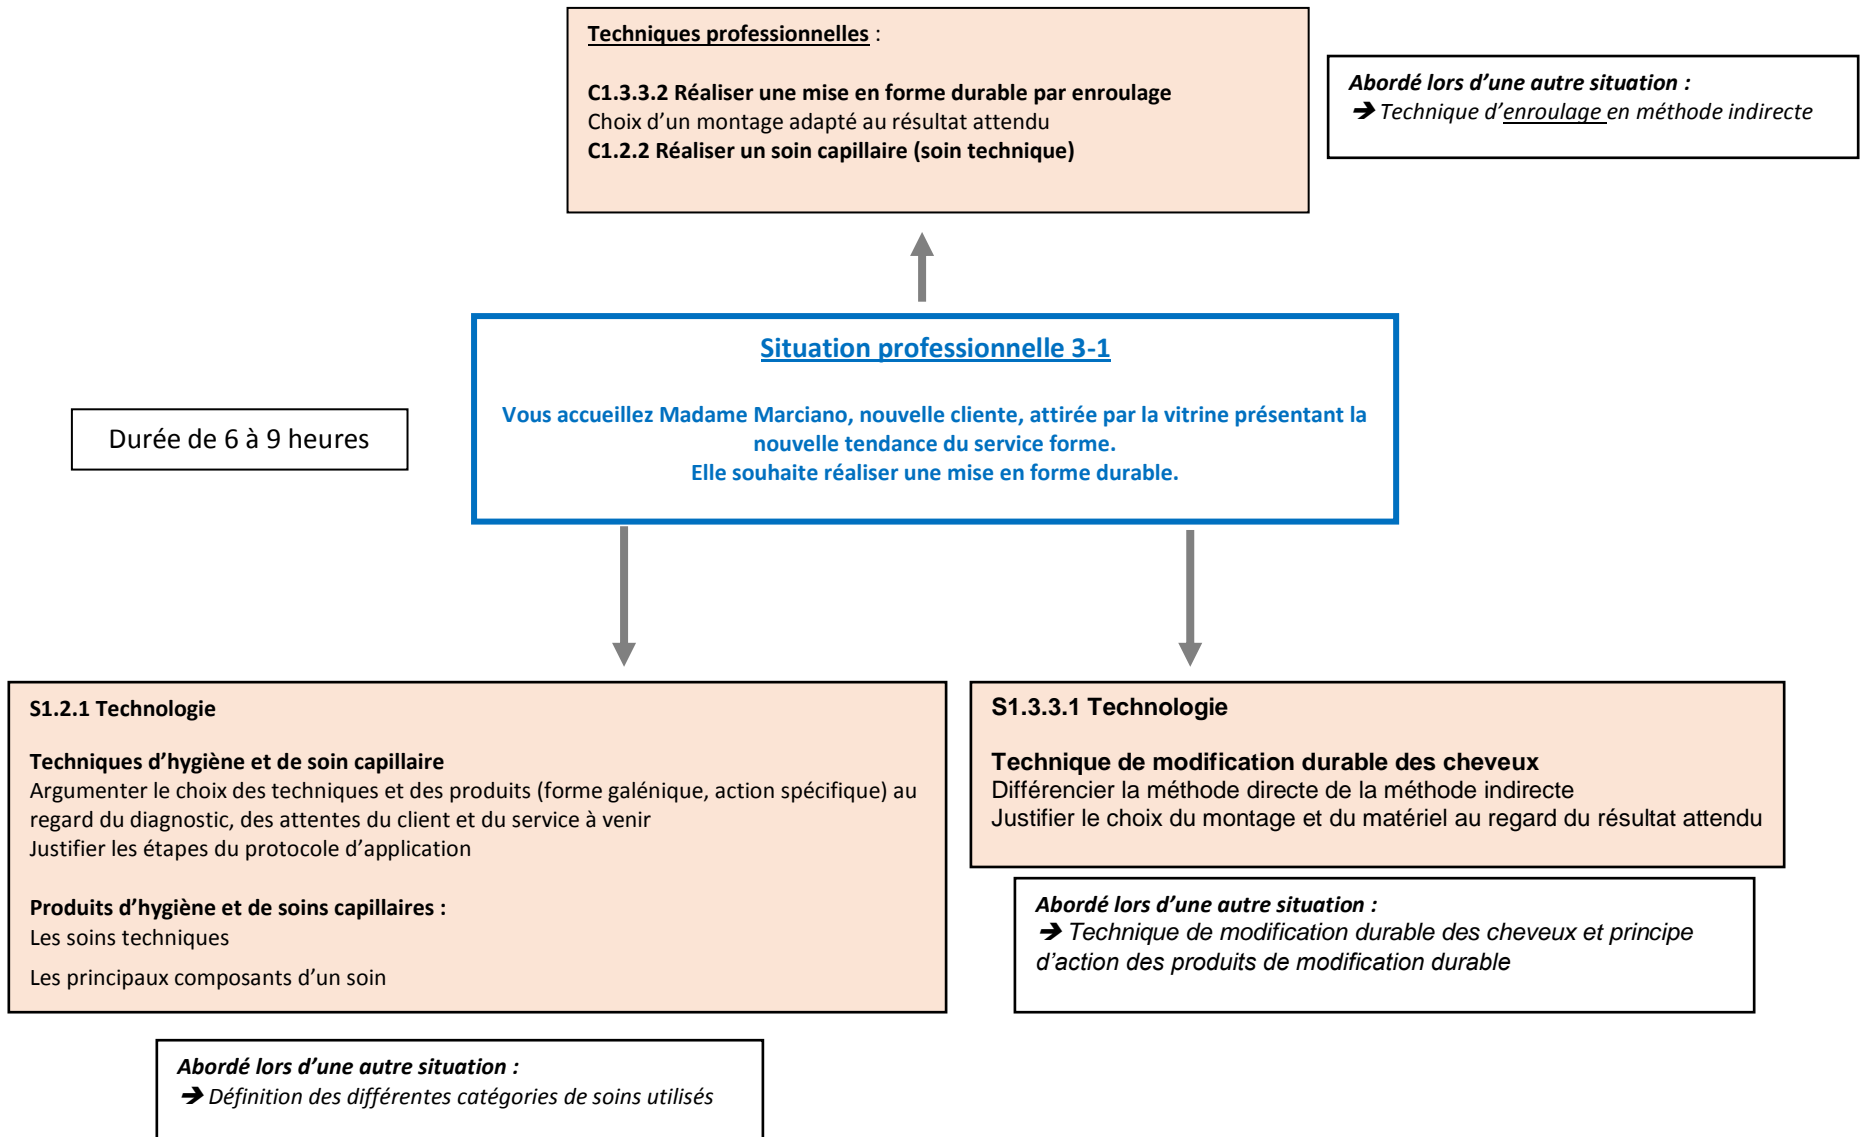 Techniques professionnelles :
C1.3.3.2 Réaliser une mise en forme durable par enroulage
Choix d’un montage adapté au résultat attendu
C1.2.2 Réaliser un soin capillaire (soin technique)
Abordé lors d’une autre situation :
➔ Technique d’enroulage en méthode indirecte
Situation professionnelle 3-1
Vous accueillez Madame Marciano, nouvelle cliente, attirée par la vitrine présentant la
nouvelle tendance du service forme.
Elle souhaite réaliser une mise en forme durable.
Durée de 6 à 9 heures
S1.2.1 Technologie
Techniques d’hygiène et de soin capillaire
Argumenter le choix des techniques et des produits (forme galénique, action spécifique) au
regard du diagnostic, des attentes du client et du service à venir
Justifier les étapes du protocole d’application
Produits d’hygiène et de soins capillaires :
Les soins techniques
Les principaux composants d’un soin
S1.3.3.1 Technologie
Technique de modification durable des cheveux
Différencier la méthode directe de la méthode indirecte
Justifier le choix du montage et du matériel au regard du résultat attendu
Abordé lors d’une autre situation :
➔ Technique de modification durable des cheveux et principe
d’action des produits de modification durable
Abordé lors d’une autre situation :
➔ Définition des différentes catégories de soins utilisés